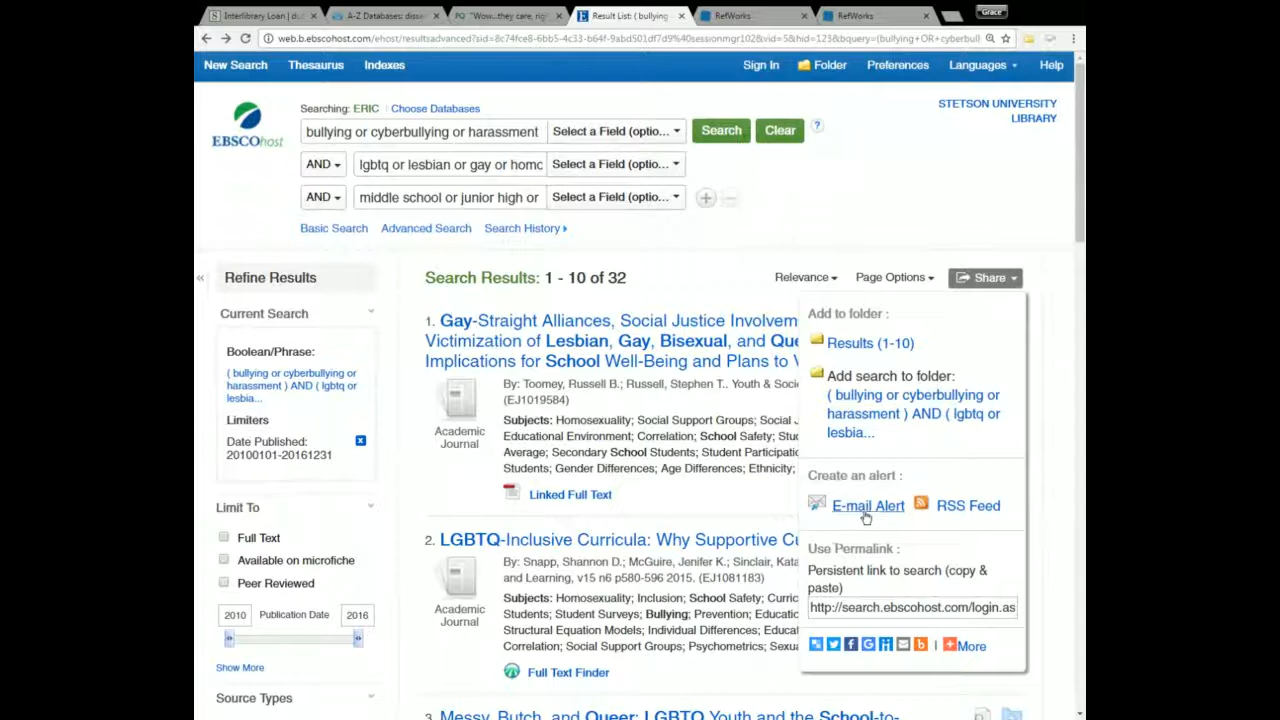 Interlibrary Loan | du
A-Z Databases: disse
"Wow...they care, rig
Result List: ( bullying
RefWorks
RefWorks
Grace
web.b.ebscohost.com/ehost/resultsadvanced?sid=8c74fce8-6bb5-4c33-b64f-9abd501df7d9%40sessionmgr102&vid=5&hid=123&bquery=(bullying+OR+cyberbull
New Search Thesaurus Indexes Sign In Folder Preferences Languages Help
Searching: ERIC Choose Databases
STETSON UNIVERSITY
LIBRARY
EBSCOhost
bullying or cyberbullying or harassment Select a Field (optio... Search Clear ?
AND lgbtq or lesbian or gay or homo Select a Field (optio...
AND middle school or junior high or Select a Field (optio...
Basic Search Advanced Search Search History
Refine Results
Current Search
Boolean/Phrase:
( bullying or cyberbullying or
harassment ) AND ( lgbtq or
lesbia...
Limiters
Date Published:
20100101-20161231
Limit To
Full Text
Available on microfiche
Peer Reviewed
2010 Publication Date 2016
Show More
Source Types
Search Results: 1 - 10 of 32
Relevance Page Options Share
1. Gay-Straight Alliances, Social Justice Involvem
Victimization of Lesbian, Gay, Bisexual, and Que
Implications for School Well-Being and Plans to V
By: Toomey, Russell B.; Russell, Stephen T.. Youth & Socie
(EJ1019584)
Academic
Journal
Subjects: Homosexuality; Social Support Groups; Social J
Educational Environment; Correlation; School Safety; Stud
Average; Secondary School Students; Student Participatio
Students; Gender Differences; Age Differences; Ethnicity;
Linked Full Text
2. LGBTQ-Inclusive Curricula: Why Supportive Cu
By: Snapp, Shannon D.; McGuire, Jenifer K.; Sinclair, Kata
and Learning, v15 n6 p580-596 2015. (EJ1081183)
Academic
Journal
Subjects: Homosexuality; Inclusion; School Safety; Curric
Students; Student Surveys; Bullying; Prevention; Educatio
Structural Equation Models; Individual Differences; Educa
Correlation; Social Support Groups; Psychometrics; Sexua
Full Text Finder
3. Messy, Butch, and Queer: LGBTQ Youth and the School-to-
Add to folder :
Results (1-10)
Add search to folder:
( bullying or cyberbullying or
harassment ) AND ( lgbtq or
lesbia...
Create an alert :
E-mail Alert RSS Feed
Use Permalink :
Persistent link to search (copy &
paste)
http://search.ebscohost.com/login.as
More